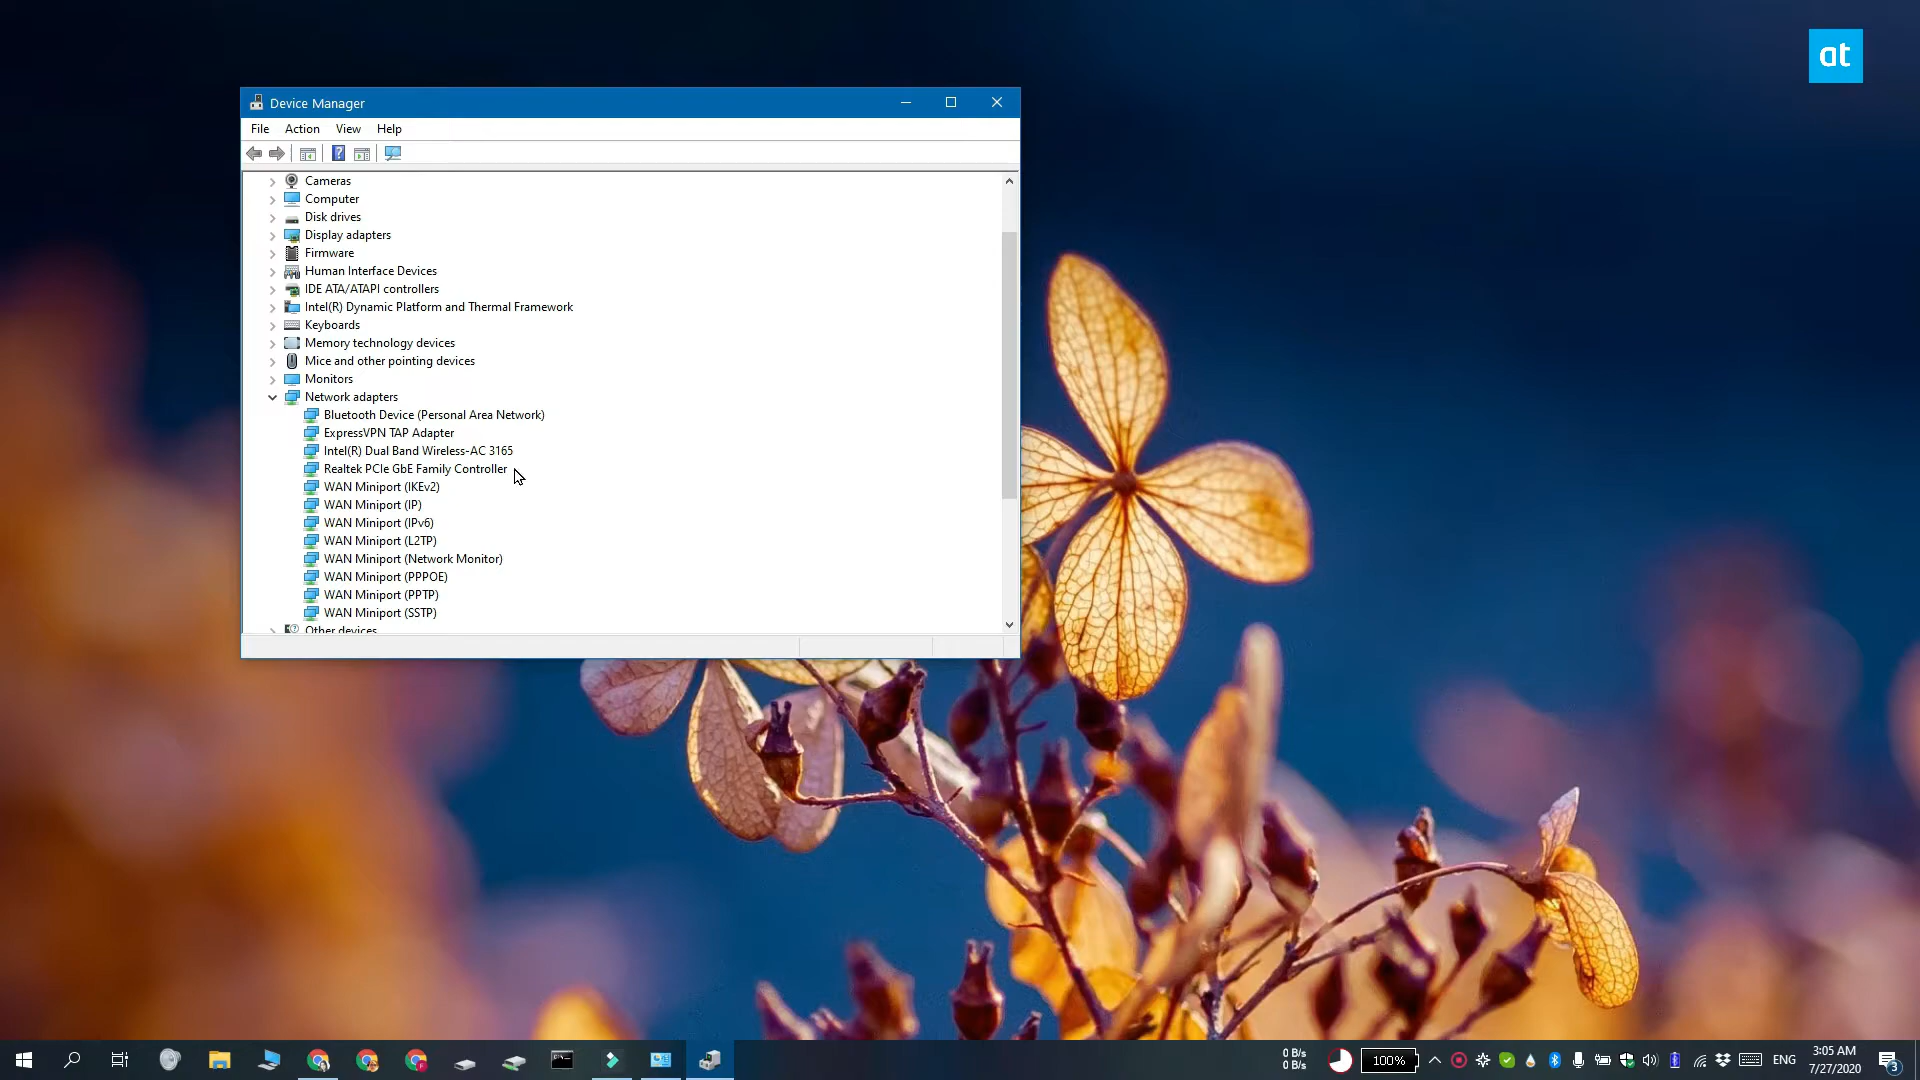 at
Device Manager
File Action View Help
Cameras
Computer
Disk drives
Display adapters
Firmware
Human Interface Devices
IDE ATA/ATAPI controllers
Intel(R) Dynamic Platform and Thermal Framework
Keyboards
Memory technology devices
Mice and other pointing devices
Monitors
Network adapters
Bluetooth Device (Personal Area Network)
ExpressVPN TAP Adapter
Intel(R) Dual Band Wireless-AC 3165
Realtek PCIe GbE Family Controller
WAN Miniport (IKEv2)
WAN Miniport (IP)
WAN Miniport (IPv6)
WAN Miniport (L2TP)
WAN Miniport (Network Monitor)
WAN Miniport (PPPOE)
WAN Miniport (PPTP)
WAN Miniport (SSTP)
Other devices
0 B/s
0 B/s
100%
ENG
3:05 AM
7/27/2020
3